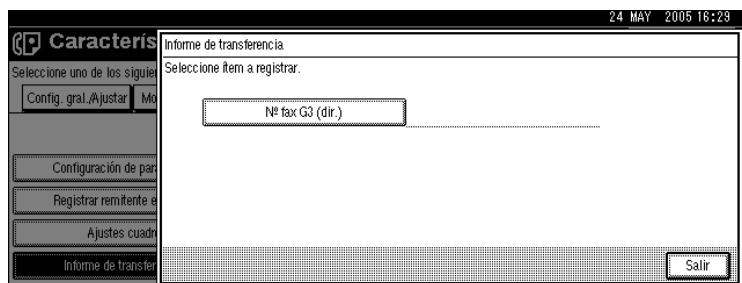 24 MAY 2005 16:29
Caracterís
Seleccione uno de los siguie
Config. gral./Ajustar Mo
Configuración de par
Registrar remitente e
Ajustes cuadr
Informe de transfer
Informe de transferencia
Seleccione ítem a registrar.
Nº fax G3 (dir.)
Salir